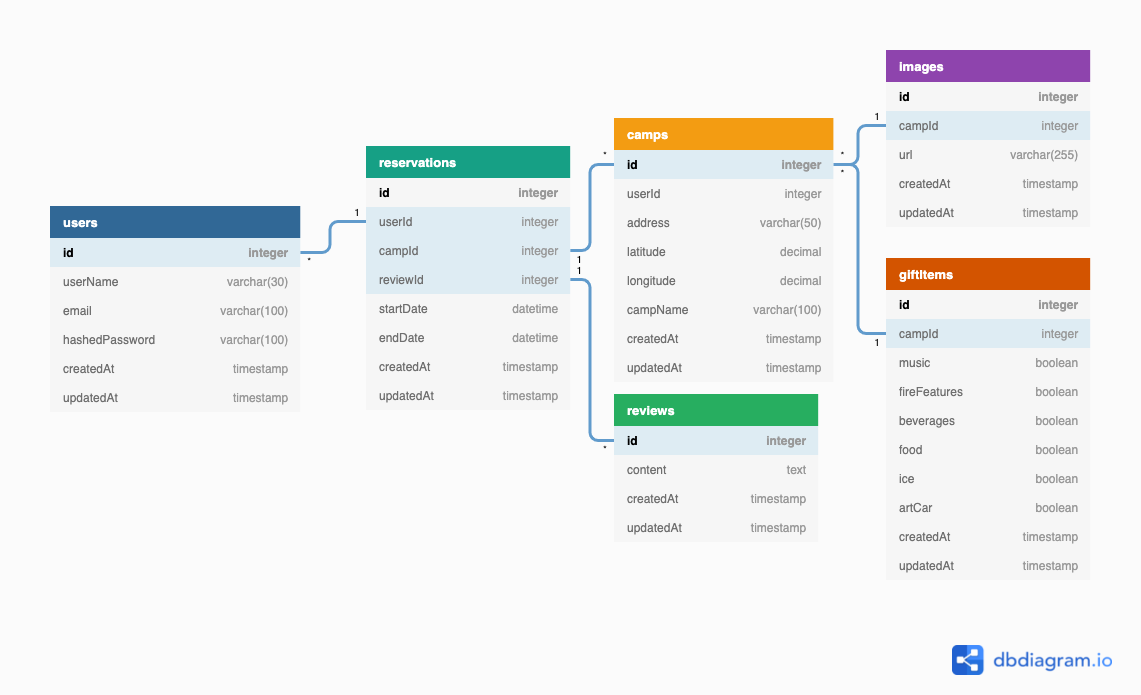 users
id integer
userName varchar(30)
email varchar(100)
hashedPassword varchar(100)
createdAt timestamp
updatedAt timestamp
*
1
reservations
id integer
userId integer
campId integer
reviewId integer
startDate datetime
endDate datetime
createdAt timestamp
updatedAt timestamp
1
1
*
*
camps
id integer
userId integer
address varchar(50)
latitude decimal
longitude decimal
campName varchar(100)
createdAt timestamp
updatedAt timestamp
*
*
reviews
id integer
content text
createdAt timestamp
updatedAt timestamp
1
images
id integer
campId integer
url varchar(255)
createdAt timestamp
updatedAt timestamp
1
giftItems
id integer
campId integer
music boolean
fireFeatures boolean
beverages boolean
food boolean
ice boolean
artCar boolean
createdAt timestamp
updatedAt timestamp
dbdiagram.io